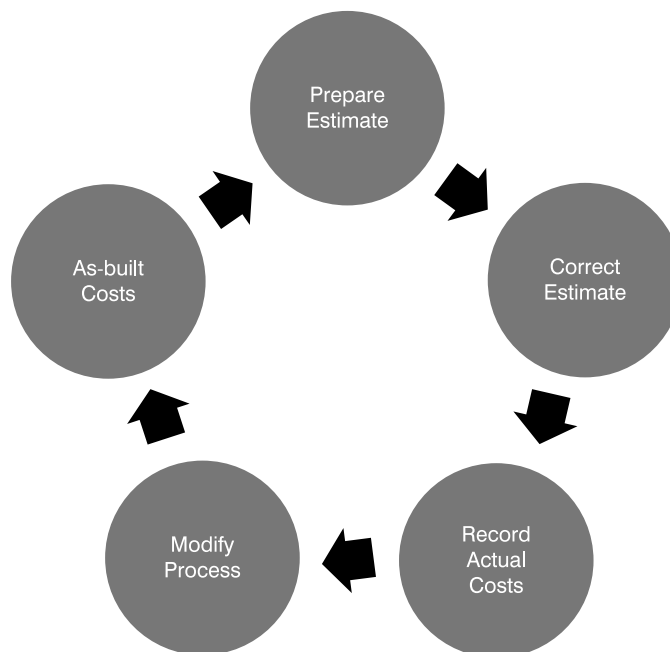 Prepare
Estimate
Correct
Estimate
Record
Actual
Costs
Modify
Process
As-built
Costs